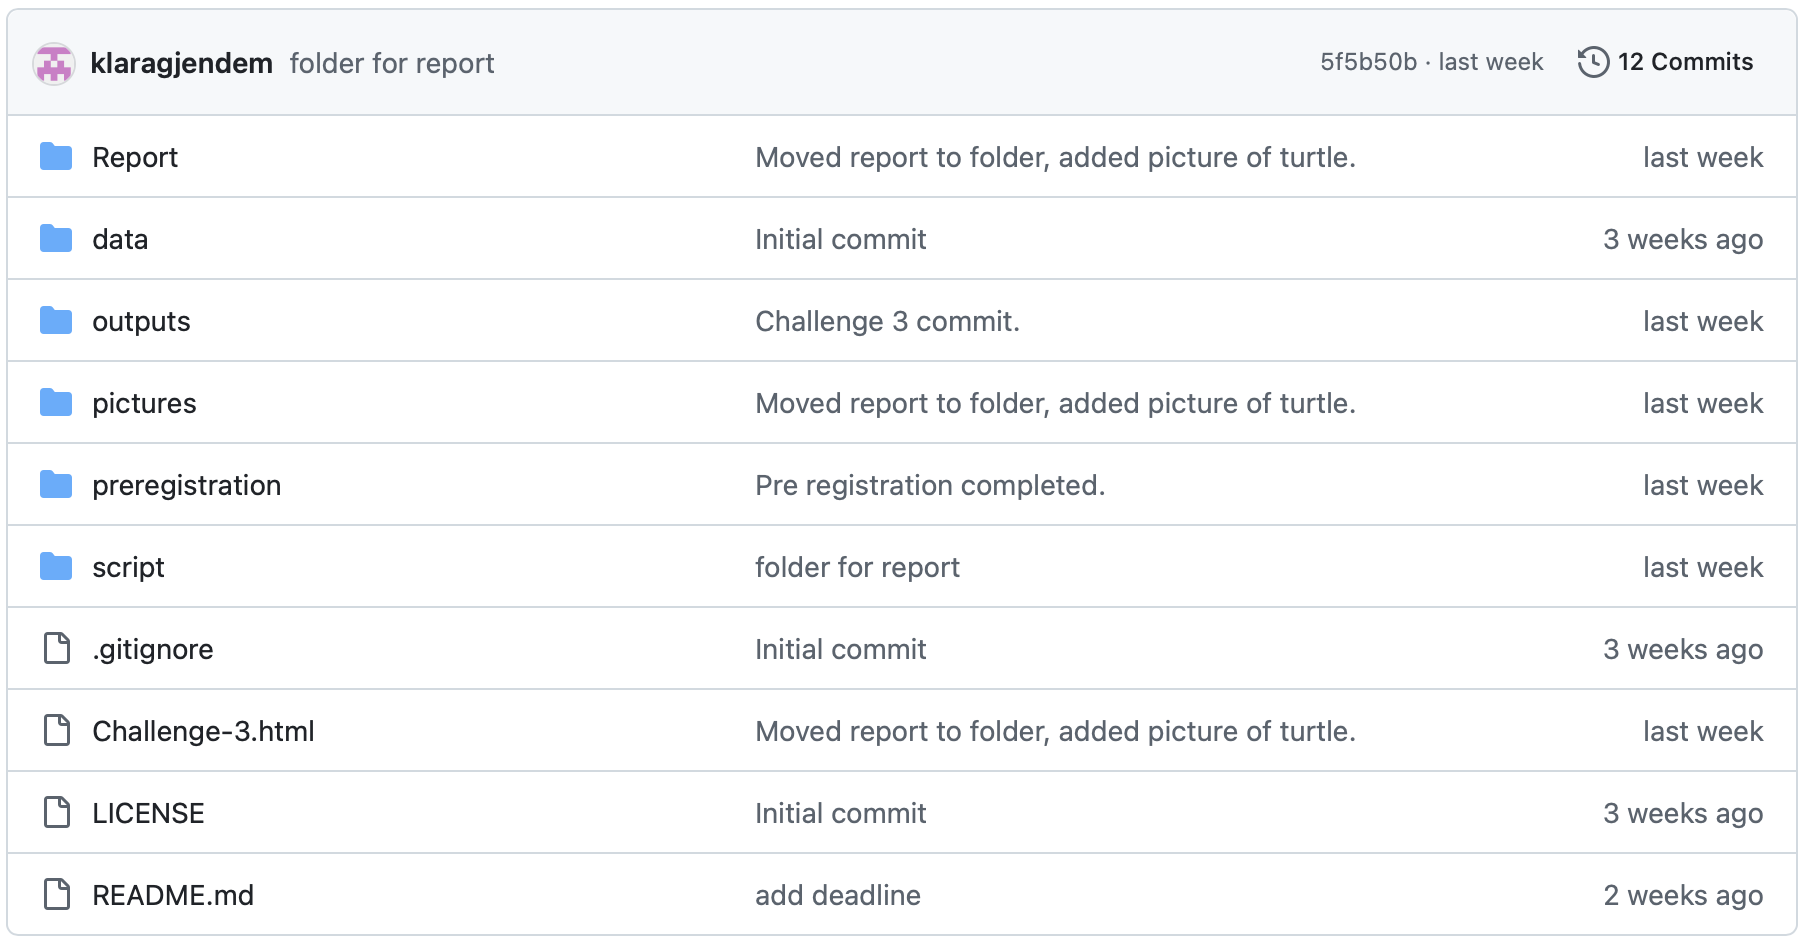 klaragjendem folder for report 5f5b50b · last week 12 Commits
Report Moved report to folder, added picture of turtle. last week
data Initial commit 3 weeks ago
outputs Challenge 3 commit. last week
pictures Moved report to folder, added picture of turtle. last week
preregistration Pre registration completed. last week
script folder for report last week
.gitignore Initial commit 3 weeks ago
Challenge-3.html Moved report to folder, added picture of turtle. last week
LICENSE Initial commit 3 weeks ago
README.md add deadline 2 weeks ago